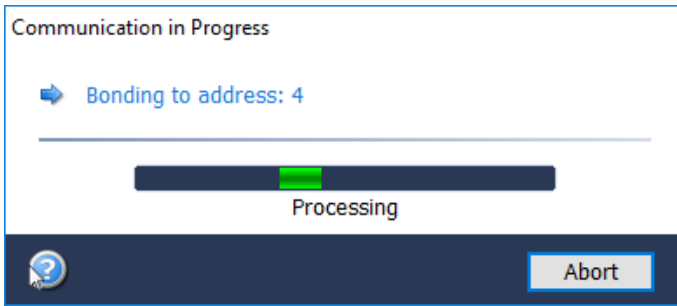 Communication in Progress
Bonding to address: 4
Processing
?
Abort